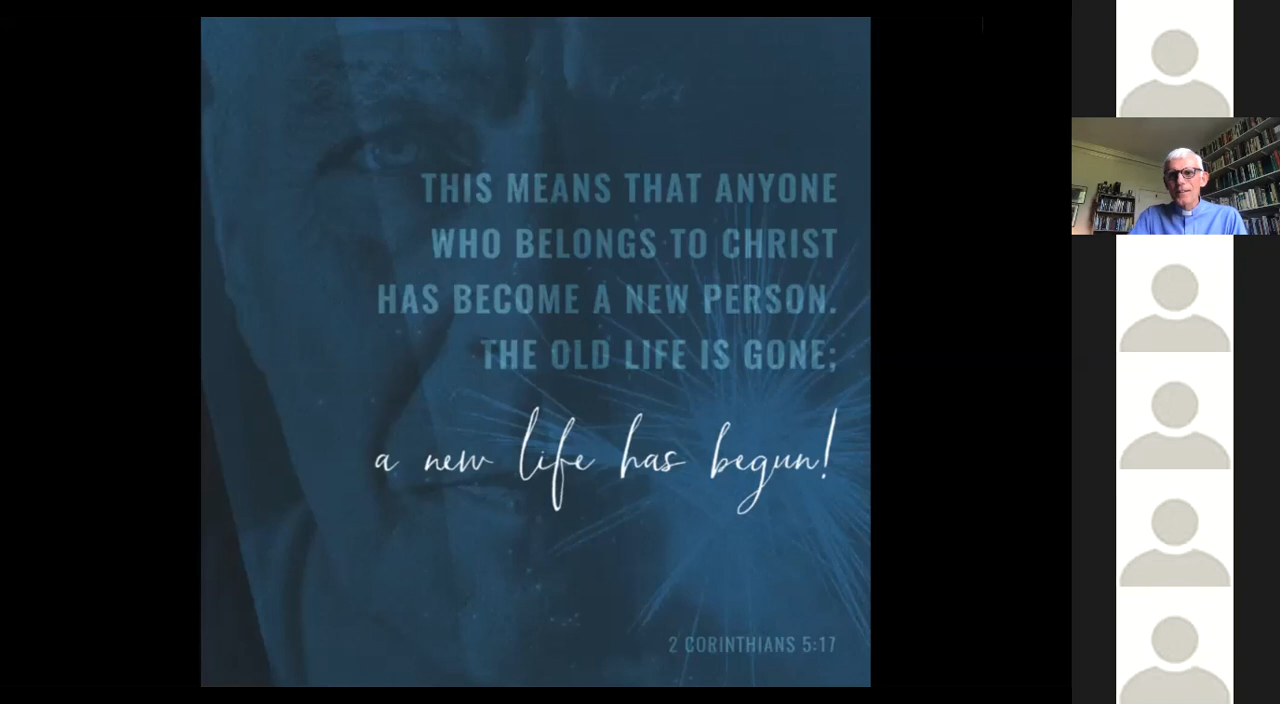 THIS MEANS THAT ANYONE
WHO BELONGS TO CHRIST
HAS BECOME A NEW PERSON.
THE OLD LIFE IS GONE;
a new life has begun!
2 CORINTHIANS 5:17